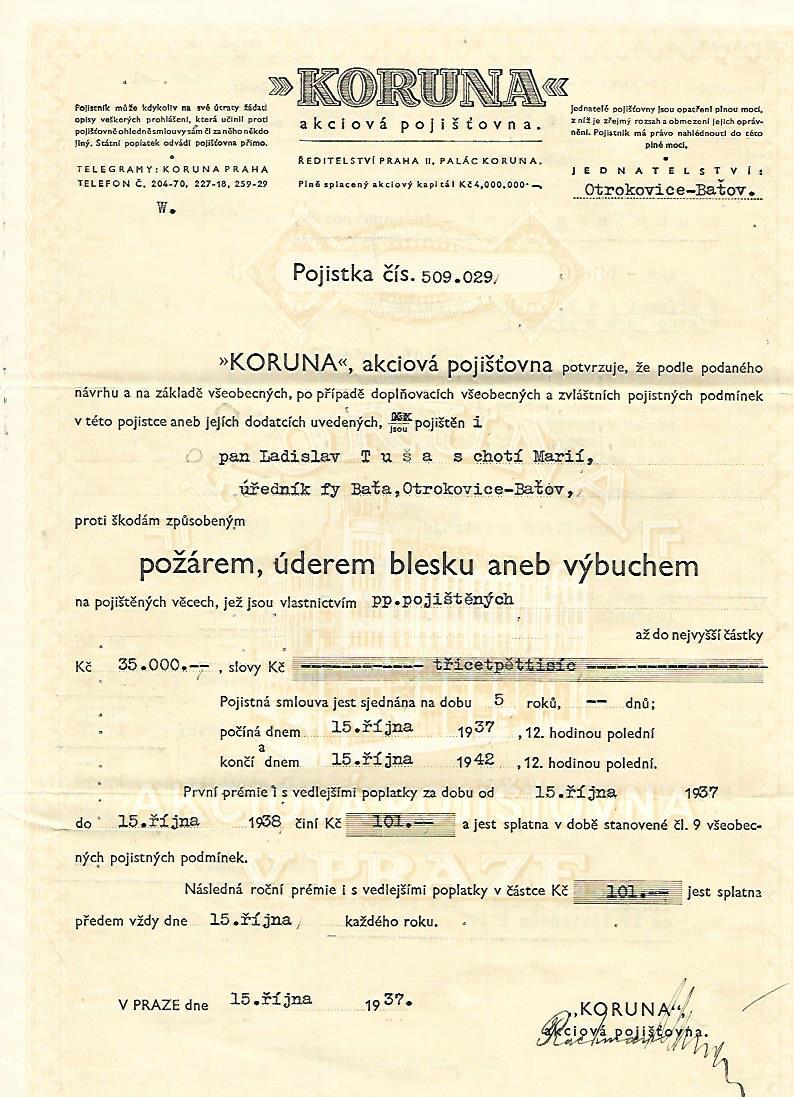 »KORUNA«
akciová pojišťovna.
ŘEDITELSTVÍ PRAHA II, PALÁC KORUNA.
Plně splacený akciový kapitál Kč 4,000.000·—.
Pojistník může kdykoliv na své útraty žádati
opisy veškerých prohlášení, která učinil proti
pojišťovně ohledně smlouvy sám či za něho někdo
jiný. Státní poplatek odvádí pojišťovna přímo.
TELEGRAMY: KORUNA PRAHA
TELEFON Č. 204-70, 227-18, 259-29
W.
Jednatelé pojišťovny jsou opatřeni plnou mocí,
z níž je zřejmý rozsah a obmezení jejich opráv-
nění. Pojistník má právo nahlédnouti do této
plné moci.
JEDNATELSTVÍ:
Otrokovice-Baťov.
Pojistka čís. 509.029/
»KORUNA«, akciová pojišťovna potvrzuje, že podle podaného
návrhu a na základě všeobecných, po případě doplňovacích všeobecných a zvláštních pojistných podmínek
v této pojistce aneb jejích dodatcích uvedených, jsou pojištěn i
pan Ladislav Tuša s chotí Marií,
úředník fy Baťa, Otrokovice-Baťov,
proti škodám způsobeným
požárem, úderem blesku aneb výbuchem
na pojištěných věcech, jež jsou vlastnictvím pp.pojištěných
až do nejvyšší částky
Kč 35.000.-- , slovy Kč ----------- třicetpěttisíc ----------------
Pojistná smlouva jest sjednána na dobu 5 roků, -- dnů;
počíná dnem 15.října 1937 , 12. hodinou polední
a
končí dnem 15.října 1942 , 12. hodinou polední.
První prémie i s vedlejšími poplatky za dobu od 15.října 1937
do 15.října 1938 činí Kč 101.-- a jest splatna v době stanovené čl. 9 všeobec-
ných pojistných podmínek.
Následná roční prémie i s vedlejšími poplatky v částce Kč 101.-- jest splatna
předem vždy dne 15.října / každého roku.
V PRAZE dne 15.října 1937.
„KORUNA“,
akciová pojišťovna.
KORUNA
AKCIOVÁ POJIŠŤOVNA
V PRAZE